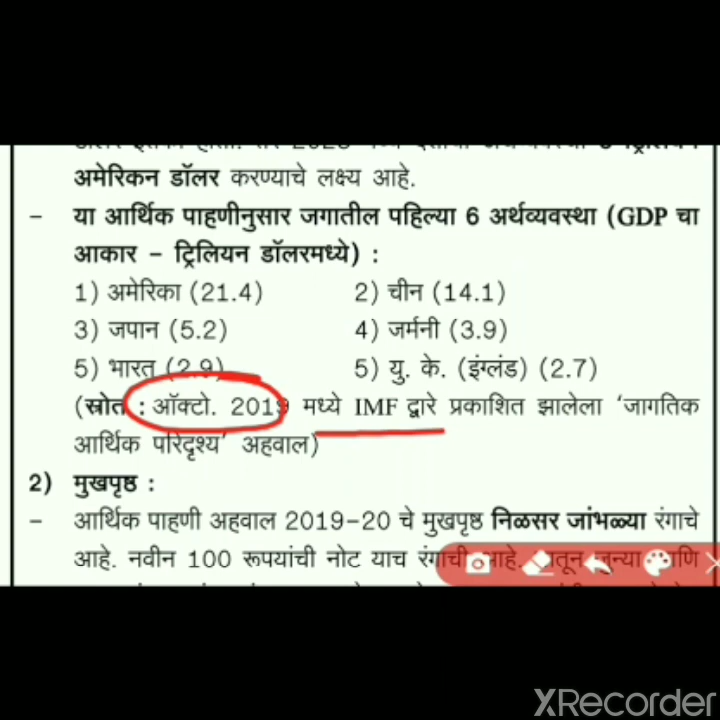 अमेरिकन डॉलर करण्याचे लक्ष्य आहे.
- या आर्थिक पाहणीनुसार जगातील पहिल्या 6 अर्थव्यवस्था (GDP चा
आकार - ट्रिलियन डॉलरमध्ये) :
1) अमेरिका (21.4) 2) चीन (14.1)
3) जपान (5.2) 4) जर्मनी (3.9)
5) भारत (2.9) 5) यु. के. (इंग्लंड) (2.7)
(स्रोत : ऑक्टो. 2019 मध्ये IMF द्वारे प्रकाशित झालेला 'जागतिक
आर्थिक परिदृश्य' अहवाल)
2) मुखपृष्ठ :
- आर्थिक पाहणी अहवाल 2019-20 चे मुखपृष्ठ निळसर जांभळ्या रंगाचे
आहे. नवीन 100 रूपयांची नोट याच रंगाची आहे. जुन्या
XRecorder